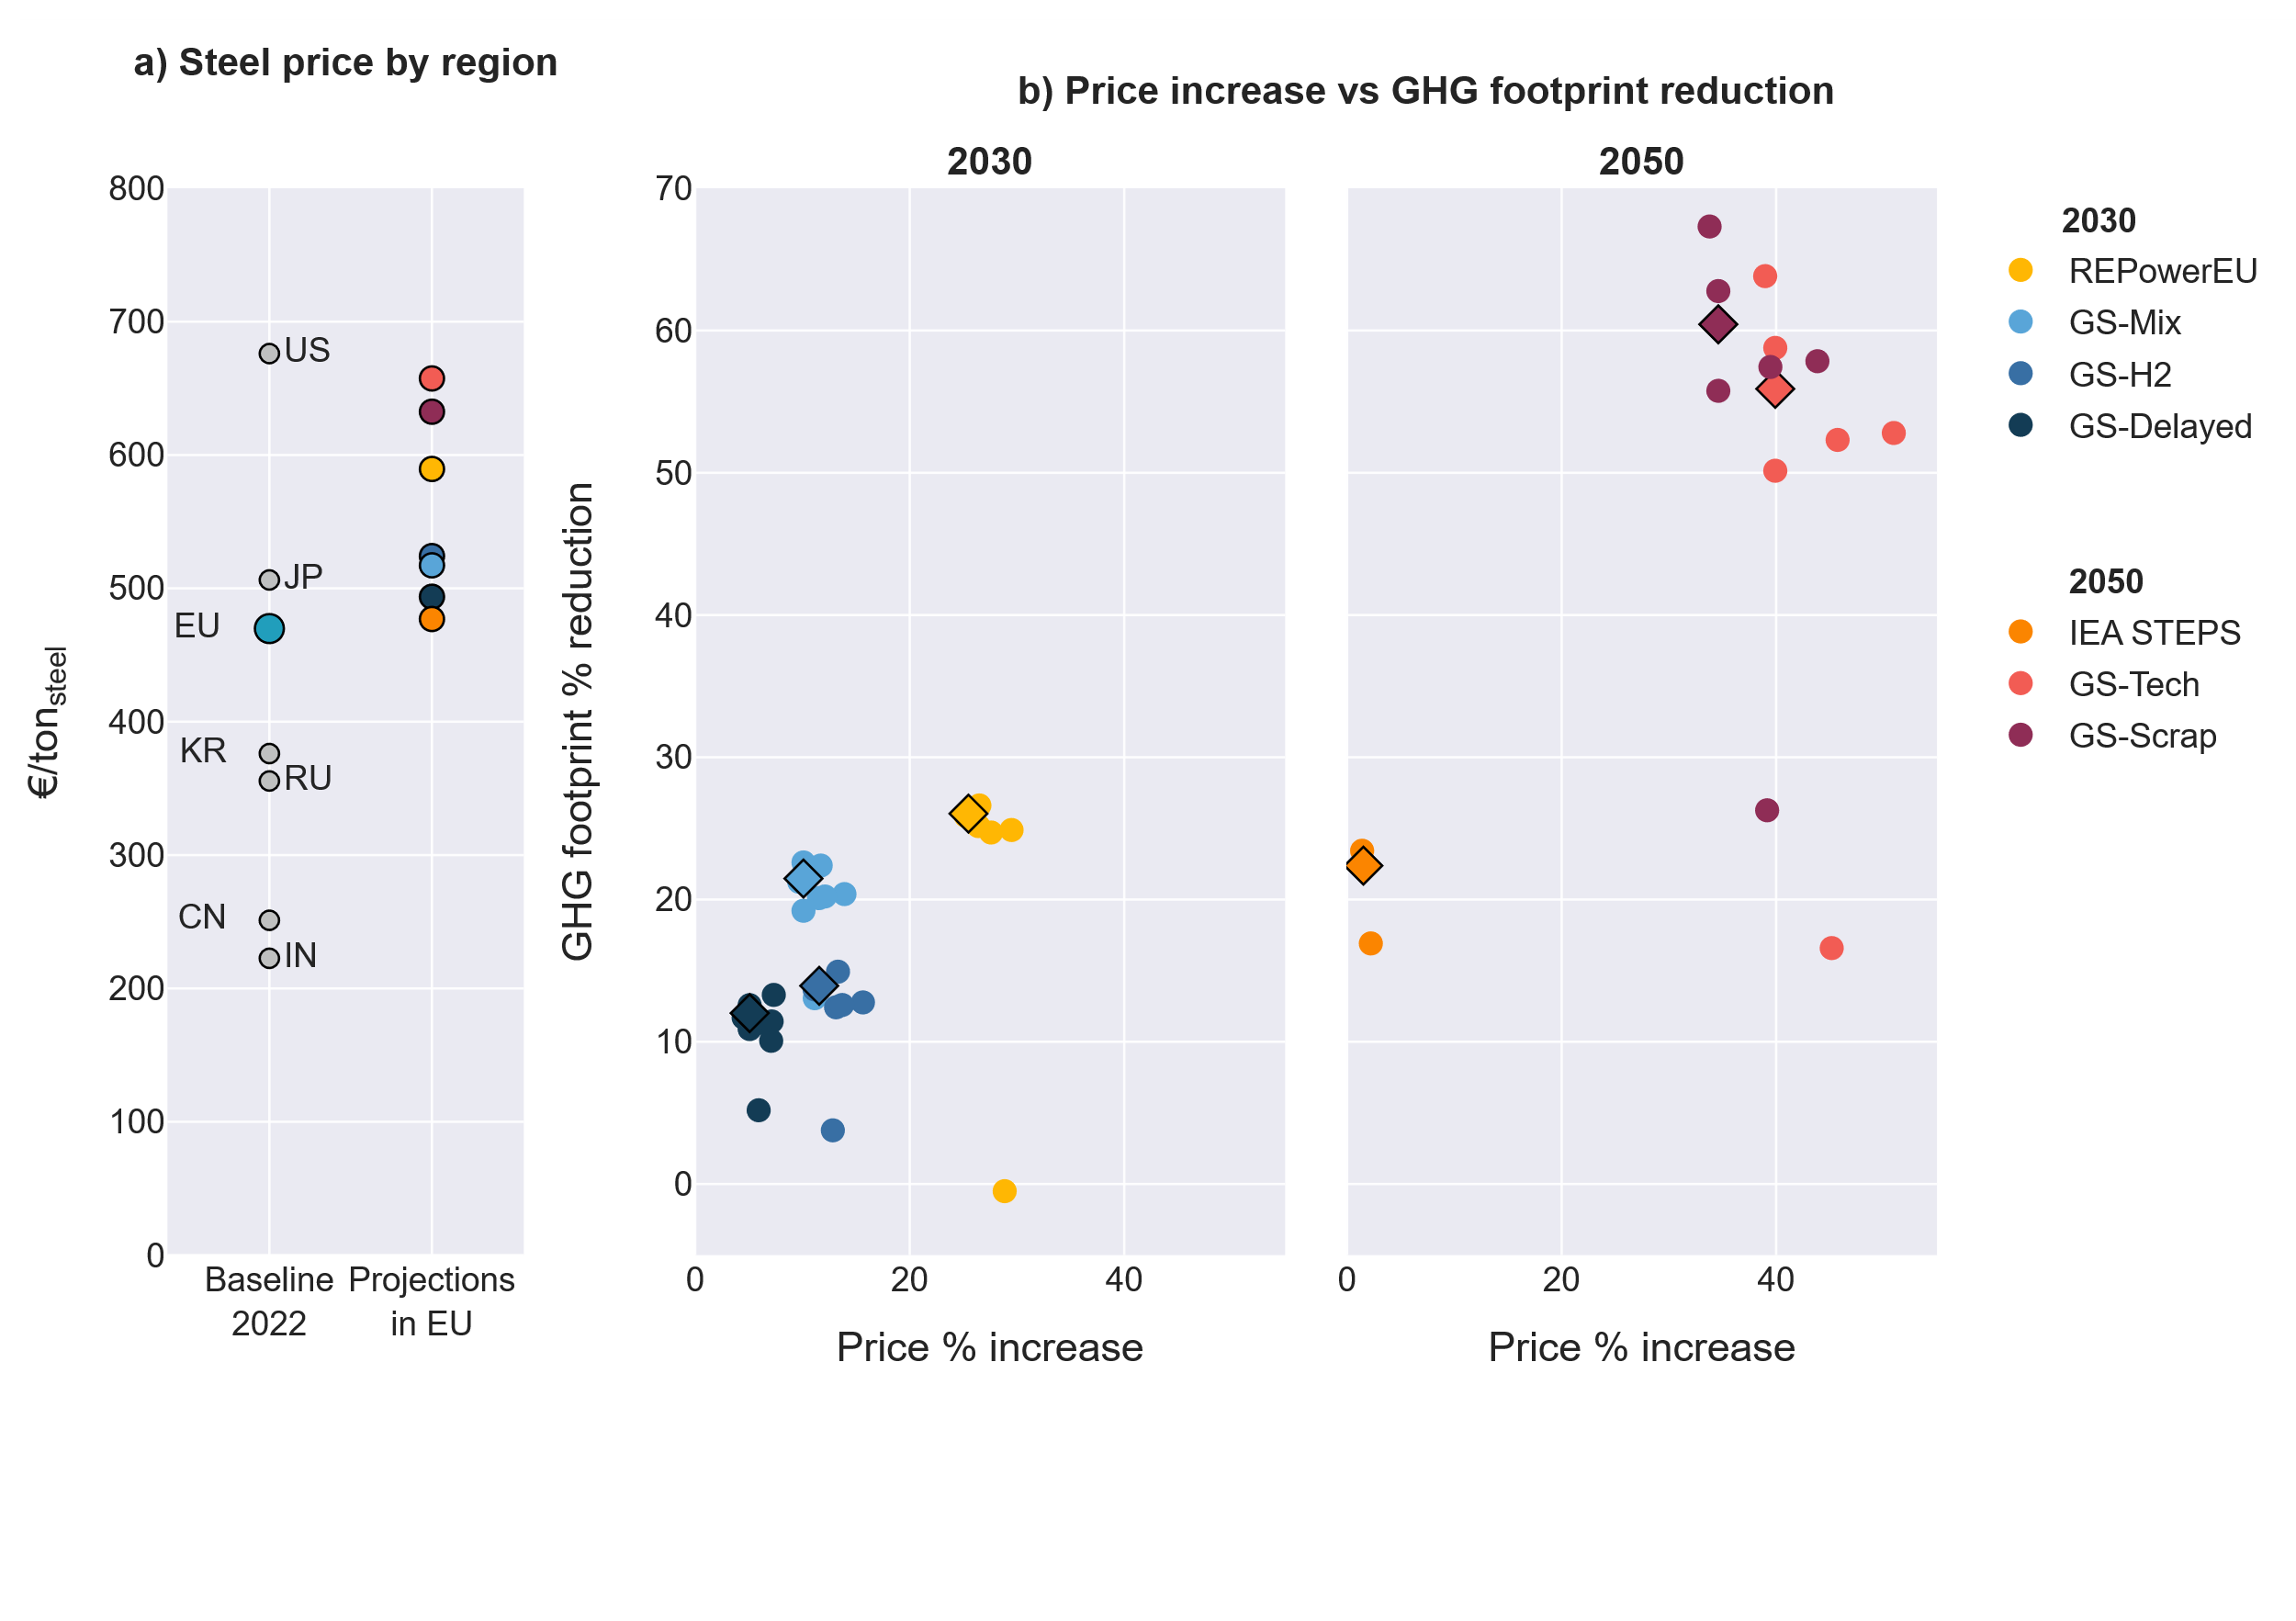 a) Steel price by region
b) Price increase vs GHG footprint reduction
2030
2050
800
700
600
500
400
300
200
100
0
€/tonsteel
US
JP
EU
KR
RU
CN
IN
Baseline
2022
Projections
in EU
GHG footprint % reduction
70
60
50
40
30
20
10
0
0
20
40
Price % increase
0
20
40
Price % increase
2030
REPowerEU
GS-Mix
GS-H2
GS-Delayed
2050
IEA STEPS
GS-Tech
GS-Scrap